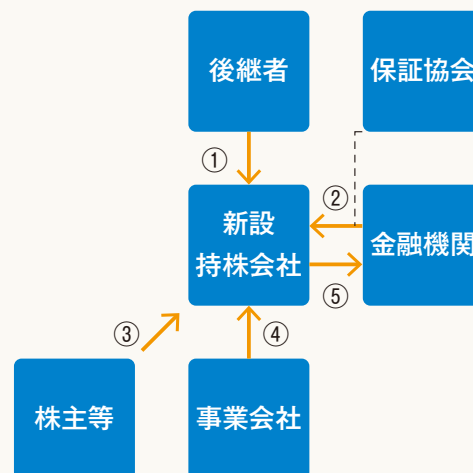 後継者
保証協会
①
②
新設
持株会社
金融機関
⑤
③
④
株主等
事業会社